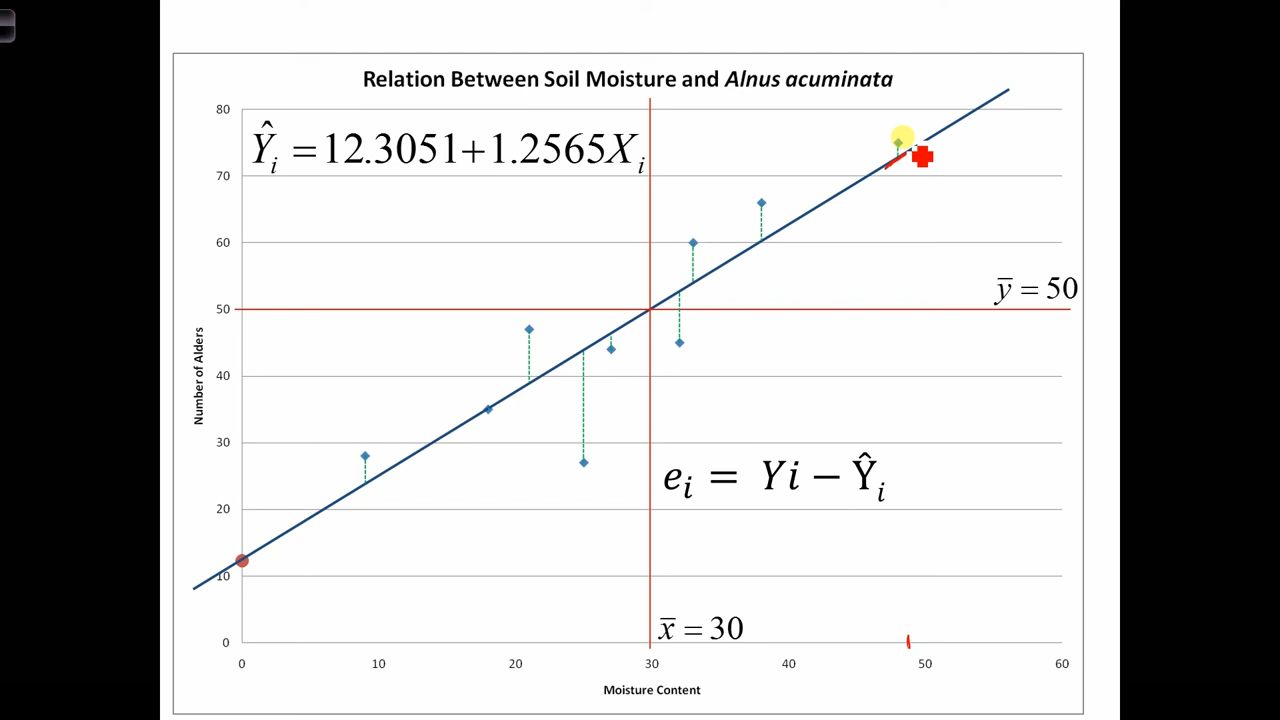 Relation Between Soil Moisture and Alnus acuminata
Ŷi = 12.3051+1.2565Xi
80
70
60
50
40
30
20
10
0
Number of Alders
y̅ = 50
ei = Yi − Ŷi
x̅ = 30
0 10 20 30 40 50 60
Moisture Content